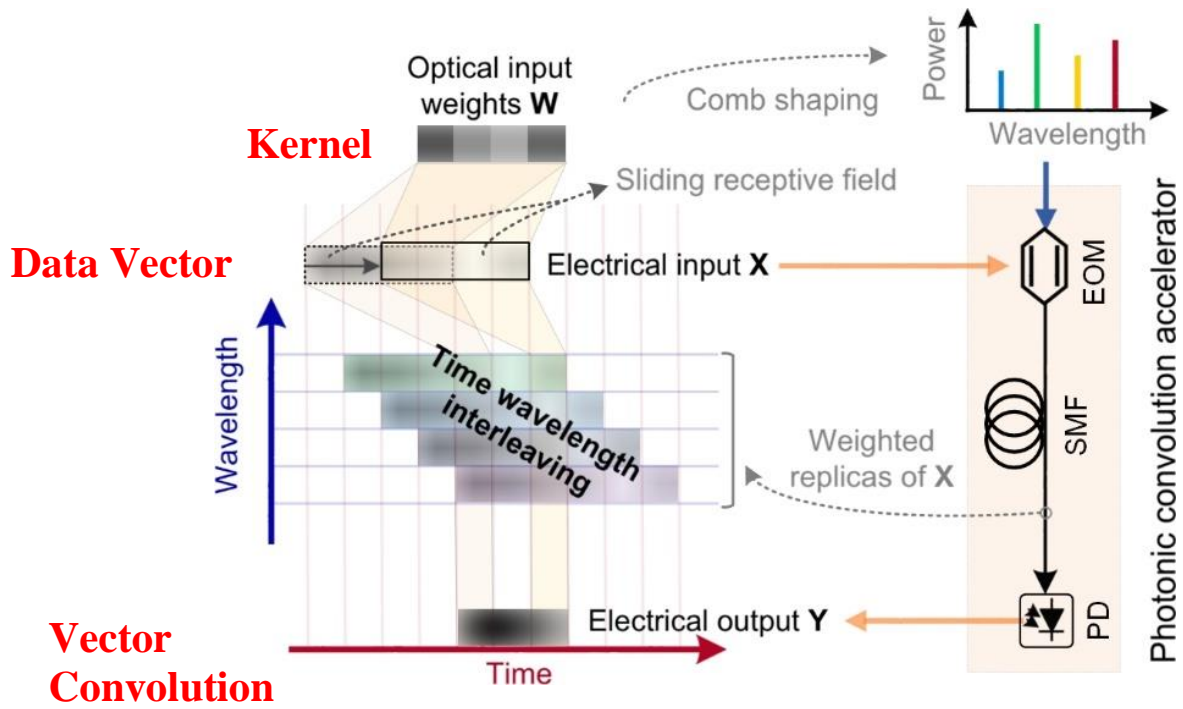 Optical input
weights W
Kernel
Comb shaping
Power
Wavelength
Sliding receptive field
Data Vector
Electrical input X
EOM
Wavelength
Time wavelength
interleaving
SMF
Weighted
replicas of X
Photonic convolution accelerator
Electrical output Y
PD
Vector
Convolution
Time